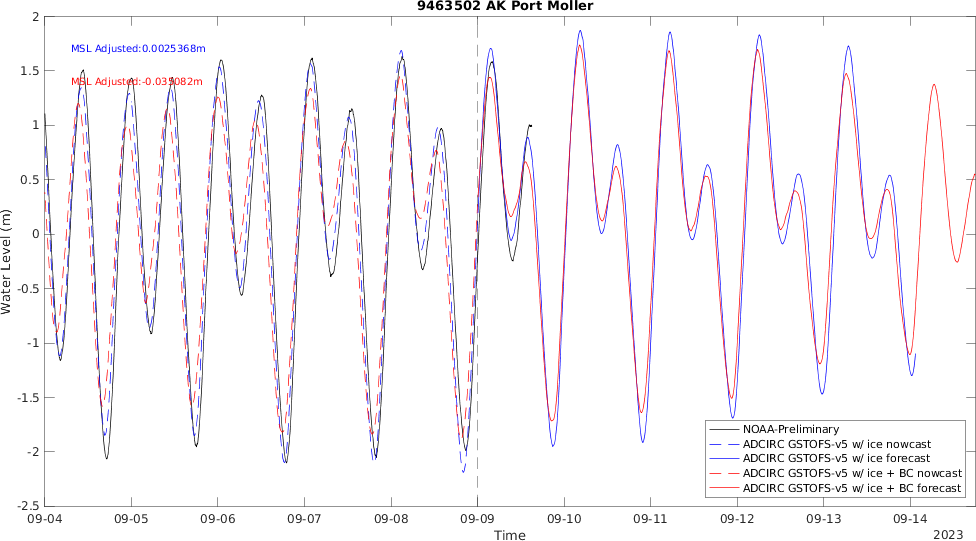 9463502 AK Port Moller
2
1.5
1
0.5
0
-0.5
-1
-1.5
-2
-2.5
Water Level (m)
MSL Adjusted:0.0025368m
MSL Adjusted:-0.035082m
NOAA-Preliminary
ADCIRC GSTOFS-v5 w/ ice nowcast
ADCIRC GSTOFS-v5 w/ ice forecast
ADCIRC GSTOFS-v5 w/ ice + BC nowcast
ADCIRC GSTOFS-v5 w/ ice + BC forecast
09-04 09-05 09-06 09-07 09-08 09-09 09-10 09-11 09-12 09-13 09-14
Time
2023